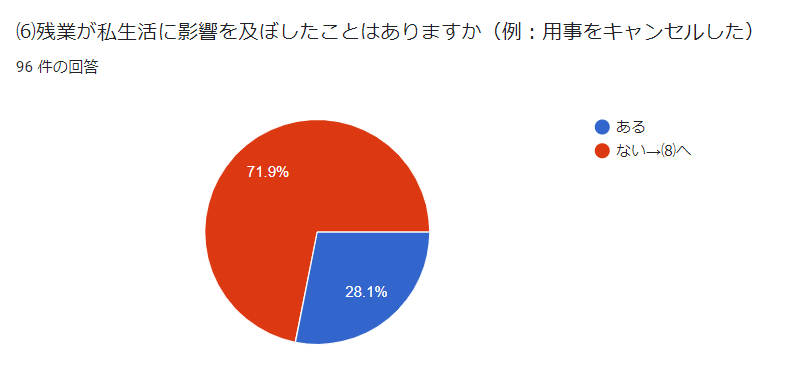 ⑹残業が私生活に影響を及ぼしたことはありますか（例：用事をキャンセルした）
96 件の回答
ある
ない→⑻へ
71.9%
28.1%